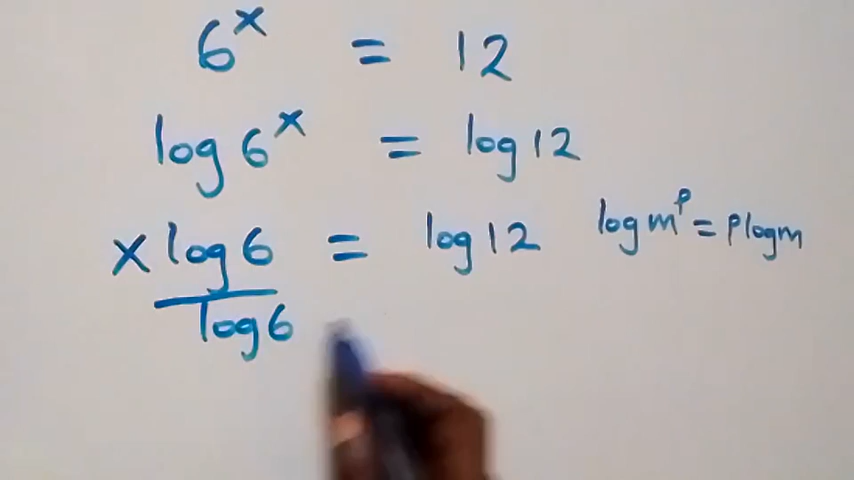 6^x = 12
log 6^x = log 12
x log 6 = log 12 log m^p = p log m
log 6